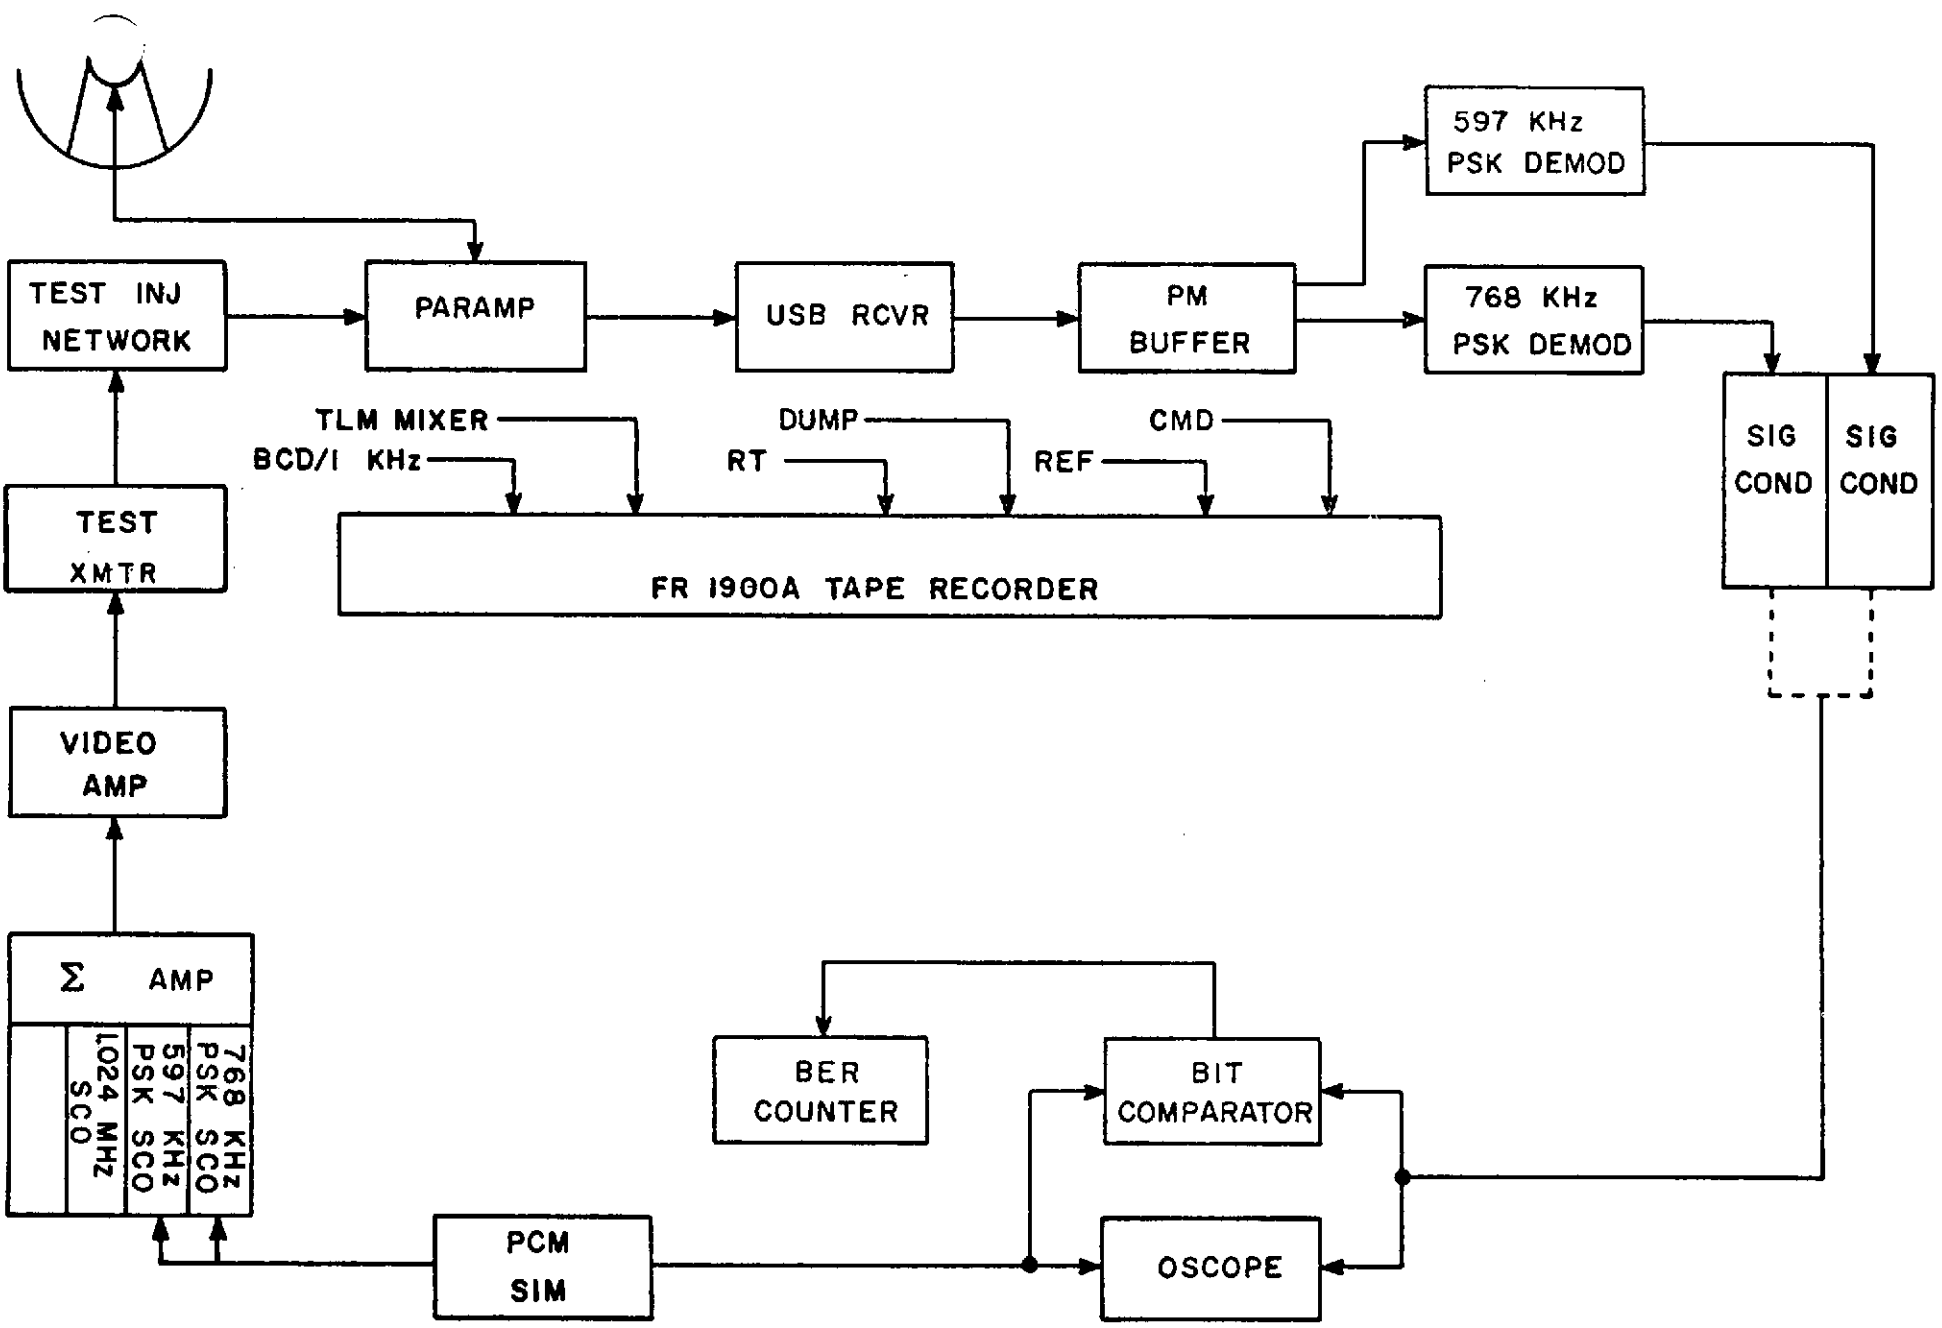 597 KHz
PSK DEMOD
TEST INJ
NETWORK
PARAMP
USB RCVR
PM
BUFFER
768 KHz
PSK DEMOD
TLM MIXER
BCD/1 KHz
DUMP
RT
CMD
REF
SIG
COND
SIG
COND
TEST
XMTR
FR 1900A TAPE RECORDER
VIDEO
AMP
Σ AMP
1.024 MHz
SCO
597 KHz
PSK SCO
768 KHz
PSK SCO
BER
COUNTER
BIT
COMPARATOR
PCM
SIM
OSCOPE